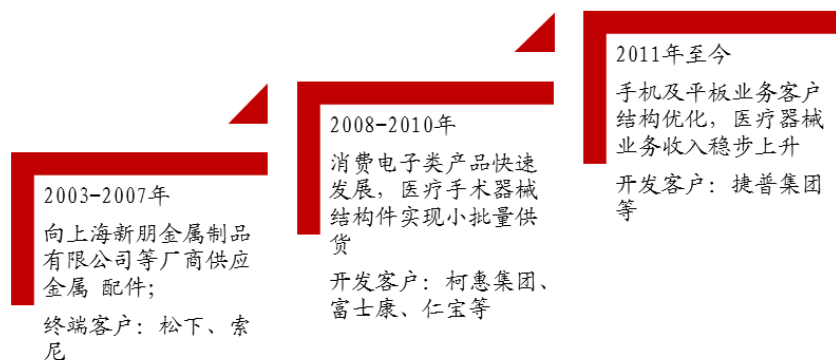 2003-2007年
向上海新朋金属制品
有限公司等厂商供应
金属 配件;
终端客户: 松下、索
尼
2008-2010年
消费电子类产品快速
发展, 医疗手术器械
结构件实现小批量供
货
开发客户: 柯惠集团、
富士康、仁宝等
2011年至今
手机及平板业务客户
结构优化, 医疗器械
业务收入稳步上升
开发客户: 捷普集团
等